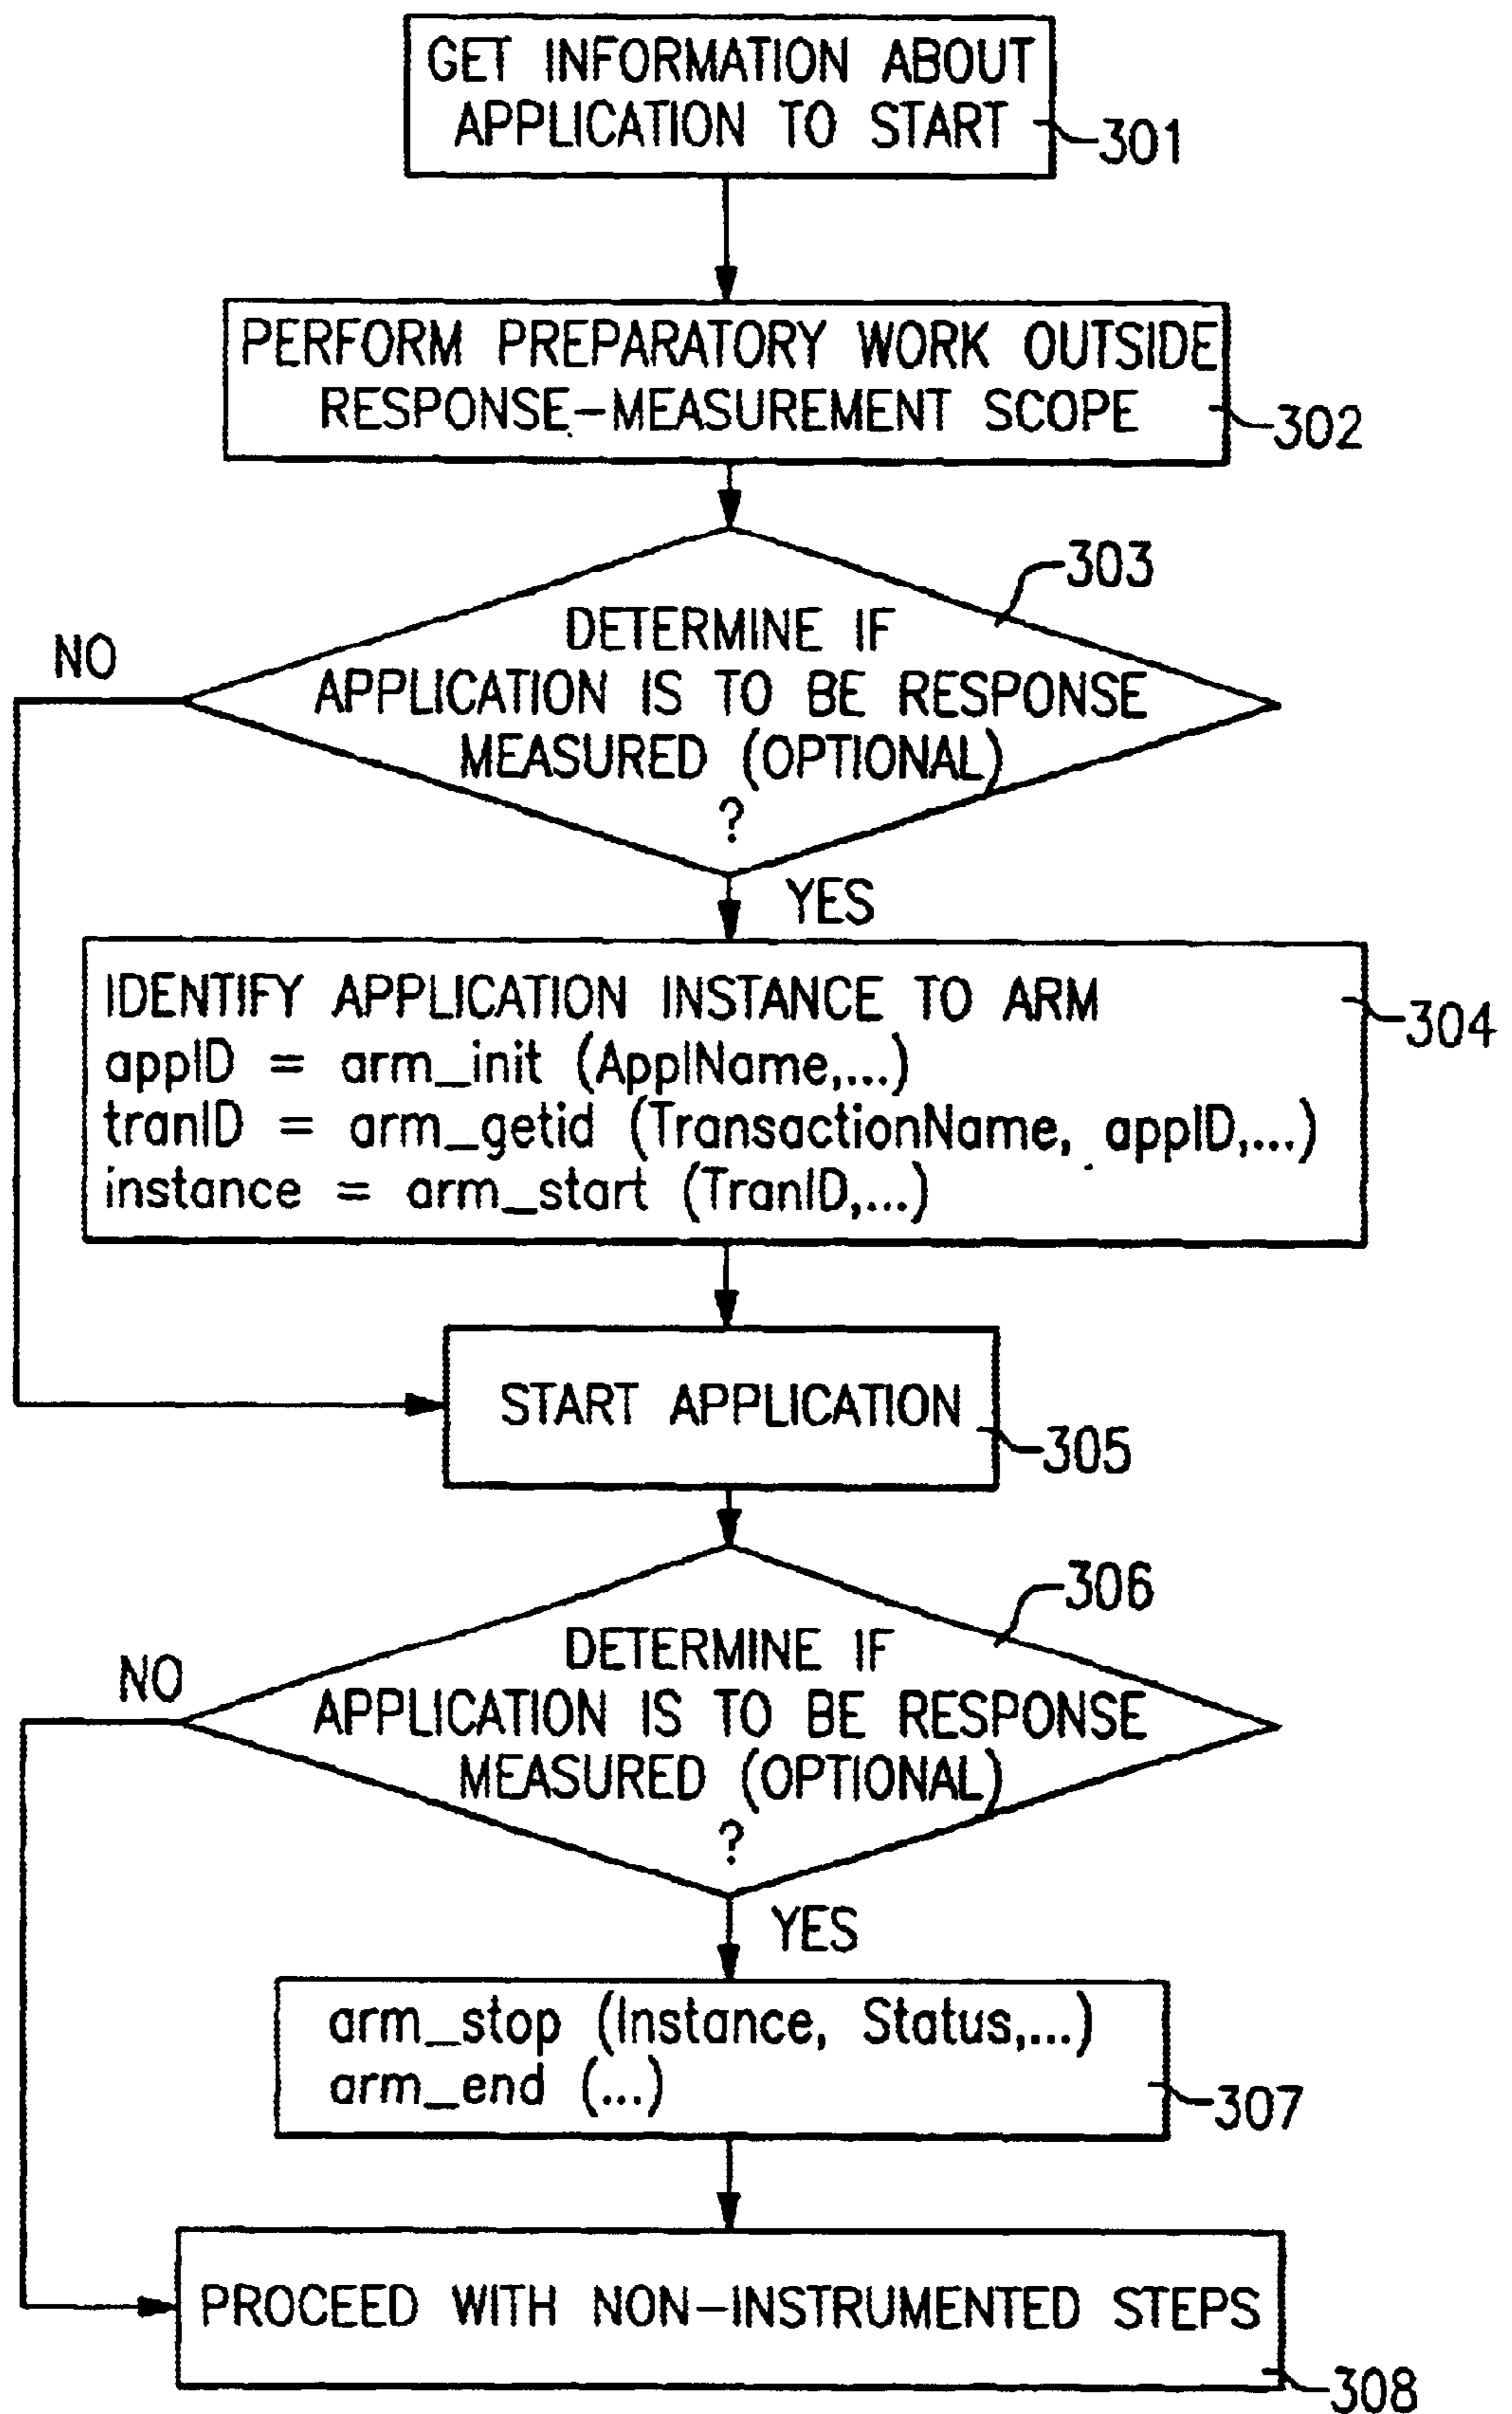 GET INFORMATION ABOUT
APPLICATION TO START
301
PERFORM PREPARATORY WORK OUTSIDE
RESPONSE-MEASUREMENT SCOPE
302
303
DETERMINE IF
APPLICATION IS TO BE RESPONSE
MEASURED (OPTIONAL)
?
NO
YES
IDENTIFY APPLICATION INSTANCE TO ARM
304
appID = arm_init (ApplName,...)
tranID = arm_getid (TransactionName, appID,...)
instance = arm_start (TranID,...)
START APPLICATION
305
306
DETERMINE IF
APPLICATION IS TO BE RESPONSE
MEASURED (OPTIONAL)
?
NO
YES
arm_stop (Instance, Status,...)
arm_end (...)
307
PROCEED WITH NON-INSTRUMENTED STEPS
308